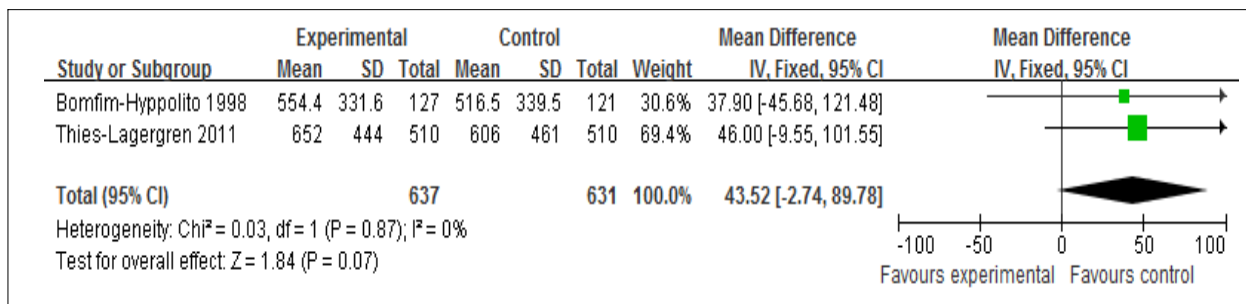 Experimental Control Mean Difference Mean Difference
Study or Subgroup Mean SD Total Mean SD Total Weight IV, Fixed, 95% CI IV, Fixed, 95% CI
Bomfim-Hyppolito 1998 554.4 331.6 127 516.5 339.5 121 30.6% 37.90 [-45.68, 121.48]
Thies-Lagergren 2011 652 444 510 606 461 510 69.4% 46.00 [-9.55, 101.55]
Total (95% CI) 637 631 100.0% 43.52 [-2.74, 89.78]
Heterogeneity: Chi² = 0.03, df = 1 (P = 0.87); I² = 0%
Test for overall effect: Z = 1.84 (P = 0.07)
-100 -50 0 50 100
Favours experimental Favours control